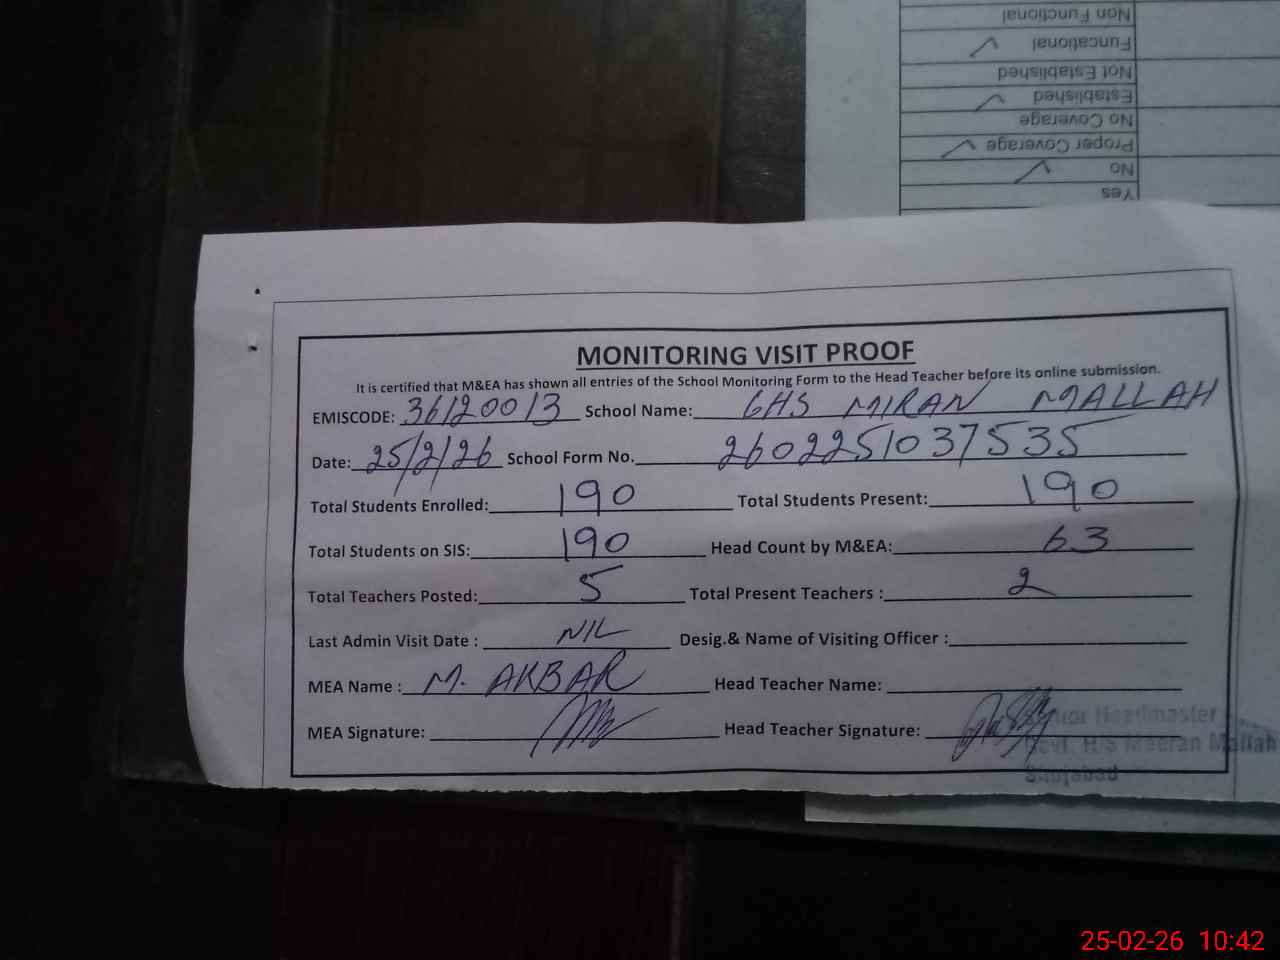 Non Functional
Funcational
Not Established
Established
No Coverage
Proper Coverage
No
Yes
MONITORING VISIT PROOF
It is certified that M&EA has shown all entries of the School Monitoring Form to the Head Teacher before its online submission.
EMISCODE: 36120013 School Name: GHS MIRAN MALLAH
Date: 25/2/26 School Form No. 2602251037535
Total Students Enrolled: 190 Total Students Present: 190
Total Students on SIS: 190 Head Count by M&EA: 63
Total Teachers Posted: 5 Total Present Teachers : 2
Last Admin Visit Date : NIL Desig.& Name of Visiting Officer :
MEA Name : M. AKBAR Head Teacher Name:
MEA Signature: Head Teacher Signature:
Senior Headmaster
Govt. H/S Meeran Mallah
Shujabad
25-02-26 10:42